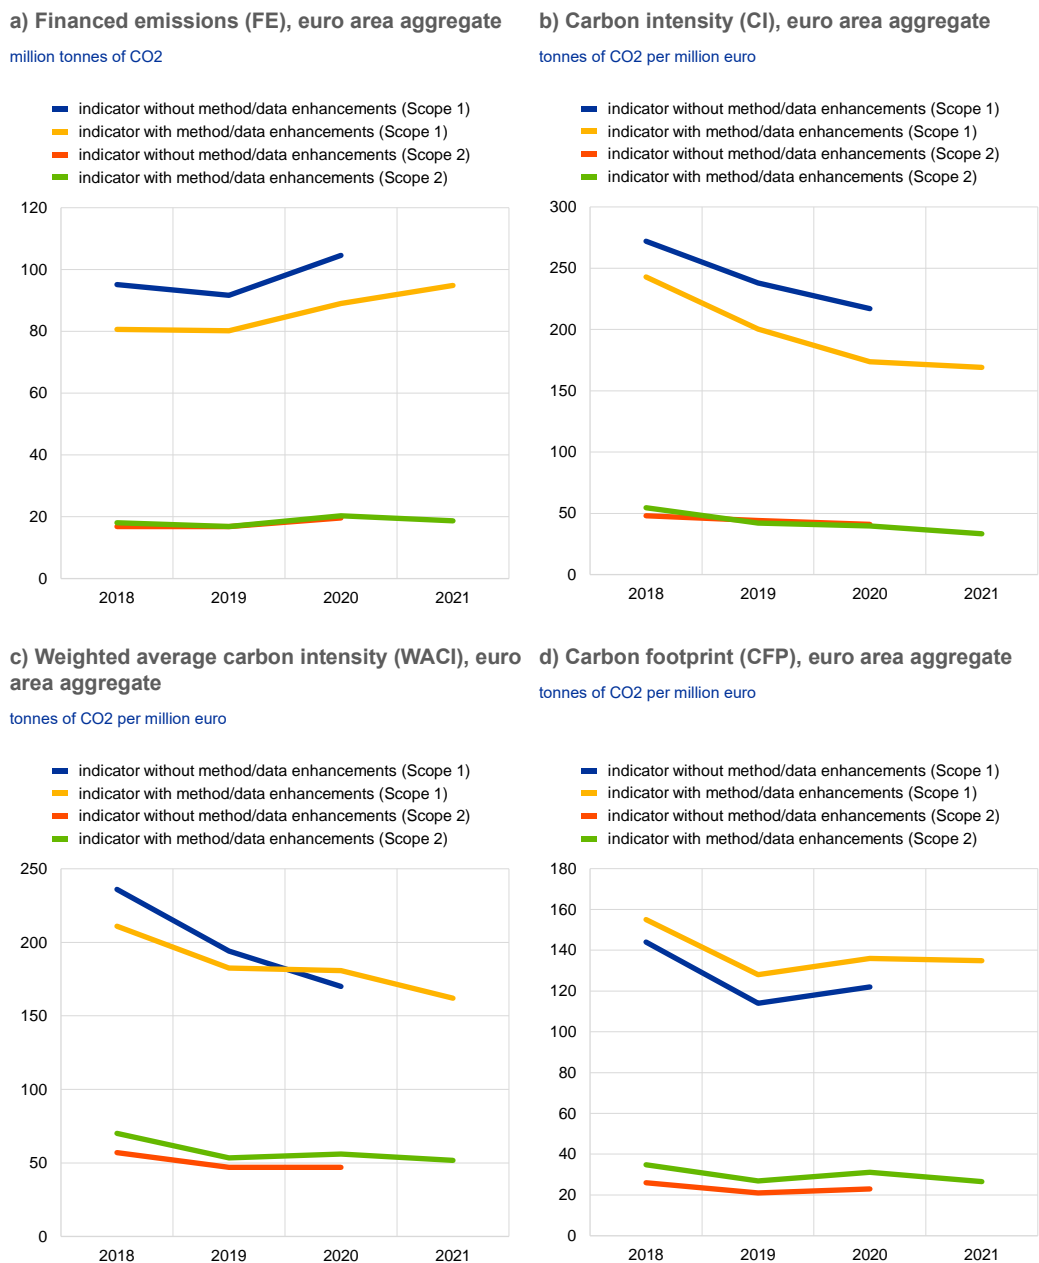 a) Financed emissions (FE), euro area aggregate
million tonnes of CO2
indicator without method/data enhancements (Scope 1)
indicator with method/data enhancements (Scope 1)
indicator without method/data enhancements (Scope 2)
indicator with method/data enhancements (Scope 2)
120
100
80
60
40
20
0
2018 2019 2020 2021
b) Carbon intensity (CI), euro area aggregate
tonnes of CO2 per million euro
indicator without method/data enhancements (Scope 1)
indicator with method/data enhancements (Scope 1)
indicator without method/data enhancements (Scope 2)
indicator with method/data enhancements (Scope 2)
300
250
200
150
100
50
0
2018 2019 2020 2021
c) Weighted average carbon intensity (WACI), euro
area aggregate
tonnes of CO2 per million euro
indicator without method/data enhancements (Scope 1)
indicator with method/data enhancements (Scope 1)
indicator without method/data enhancements (Scope 2)
indicator with method/data enhancements (Scope 2)
250
200
150
100
50
0
2018 2019 2020 2021
d) Carbon footprint (CFP), euro area aggregate
tonnes of CO2 per million euro
indicator without method/data enhancements (Scope 1)
indicator with method/data enhancements (Scope 1)
indicator without method/data enhancements (Scope 2)
indicator with method/data enhancements (Scope 2)
180
160
140
120
100
80
60
40
20
0
2018 2019 2020 2021